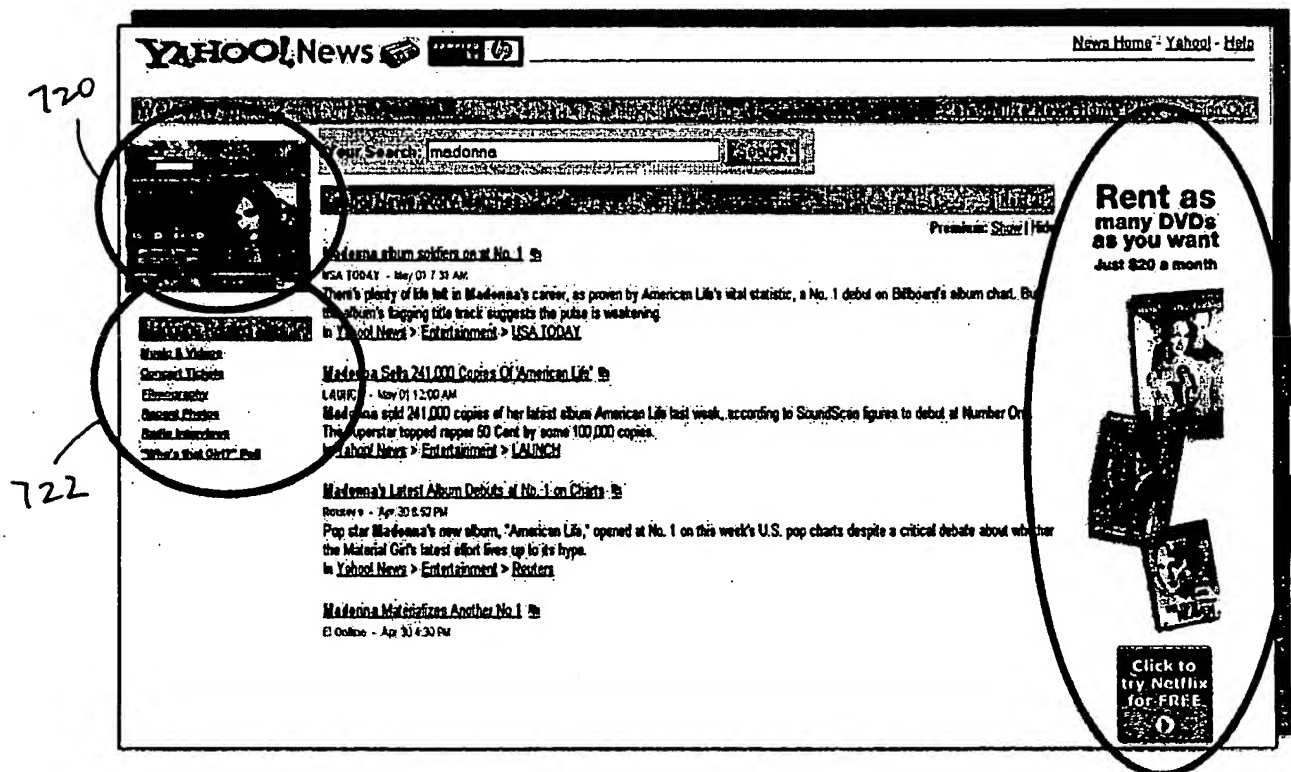 YAHOO! News
News Home - Yahoo! - Help
720
Your Search: madonna Search
Premium: Show | Hide
Madonna album soldiers on at No. 1
USA TODAY - May 01 7:31 AM
There's plenty of life left in Madonna's career, as proven by American Life's vital statistic, a No. 1 debut on Billboard's album chart. But
the album's flagging title track suggests the pulse is weakening.
In Yahoo! News > Entertainment > USA TODAY
Madonna Sells 241,000 Copies Of 'American Life'
LAUNCH - May 01 12:00 AM
Madonna sold 241,000 copies of her latest album American Life last week, according to SoundScan figures to debut at Number One.
The superstar topped rapper 50 Cent by some 100,000 copies.
In Yahoo! News > Entertainment > LAUNCH
Madonna's Latest Album Debuts at No. 1 on Charts
Reuters - Apr 30 8:52 PM
Pop star Madonna's new album, "American Life," opened at No. 1 on this week's U.S. pop charts despite a critical debate about whether
the Material Girl's latest effort lives up to its hype.
In Yahoo! News > Entertainment > Reuters
Madonna Materializes Another No. 1
E! Online - Apr 30 4:30 PM
Music & Videos
Concert Tickets
Filmography
Recent Photos
Radio Interviews
"Who's that Girl?" Poll
722
Rent as
many DVDs
as you want
Just $20 a month
Click to
try Netflix
for FREE